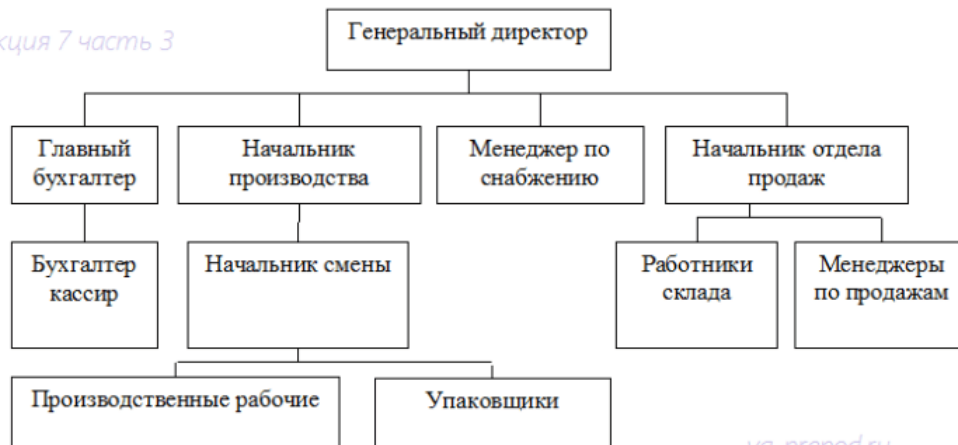 кция 7 часть 3
Генеральный директор
Главный
бухгалтер
Начальник
производства
Менеджер по
снабжению
Начальник отдела
продаж
Бухгалтер
кассир
Начальник смены
Работники
склада
Менеджеры
по продажам
Производственные рабочие
Упаковщики